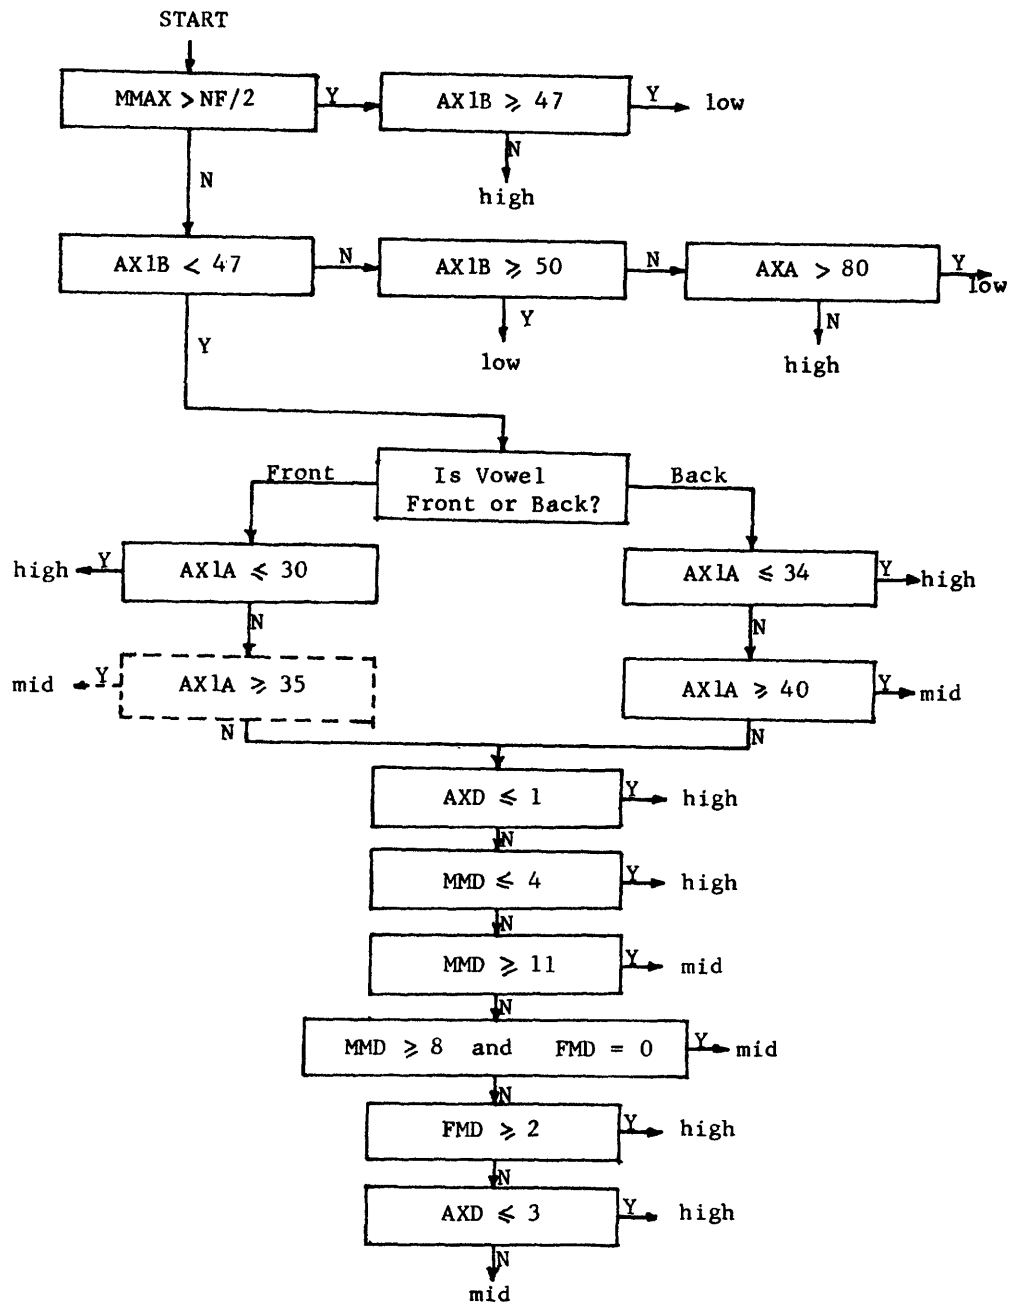 START
MMAX > NF/2
Y
AX1B ⩾ 47
Y
low
N
high
N
AX1B < 47
N
AX1B ⩾ 50
N
AXA > 80
Y
low
Y
low
N
high
Y
Front
Is Vowel
Front or Back?
Back
high
Y
AX1A ⩽ 30
AX1A ⩽ 34
Y
high
N
N
mid
Y
AX1A ⩾ 35
AX1A ⩾ 40
Y
mid
N
N
AXD ⩽ 1
Y
high
N
MMD ⩽ 4
Y
high
N
MMD ⩾ 11
Y
mid
N
MMD ⩾ 8 and FMD = 0
Y
mid
N
FMD ⩾ 2
Y
high
N
AXD ⩽ 3
Y
high
N
mid